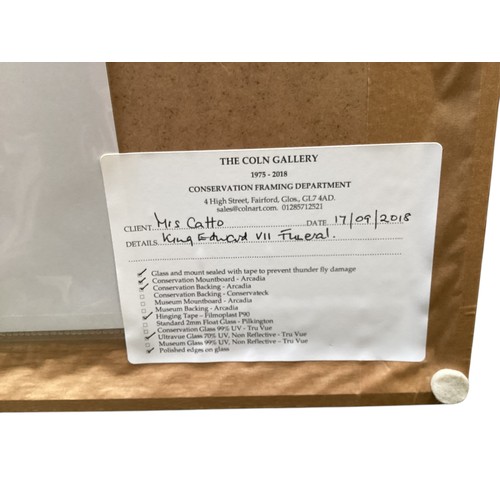 THE COLN GALLERY
1975 - 2018
CONSERVATION FRAMING DEPARTMENT
4 High Street, Fairford, Glos., GL7 4AD.
sales@colnart.com. 01285712521
CLIENT Mrs Catto DATE 17/09/2018
DETAILS King Edward VII Funeral.
Glass and mount sealed with tape to prevent thunder fly damage
Conservation Mountboard - Arcadia
Conservation Backing - Arcadia
Conservation Backing - Conservateck
Museum Mountboard - Arcadia
Museum Backing - Arcadia
Hinging Tape - Filmoplast P90
Standard 2mm Float Glass - Pilkington
Conservation Glass 99% UV - Tru Vue
Ultravue Glass 70% UV, Non Reflective - Tru Vue
Museum Glass 99% UV, Non Reflective - Tru Vue
Polished edges on glass